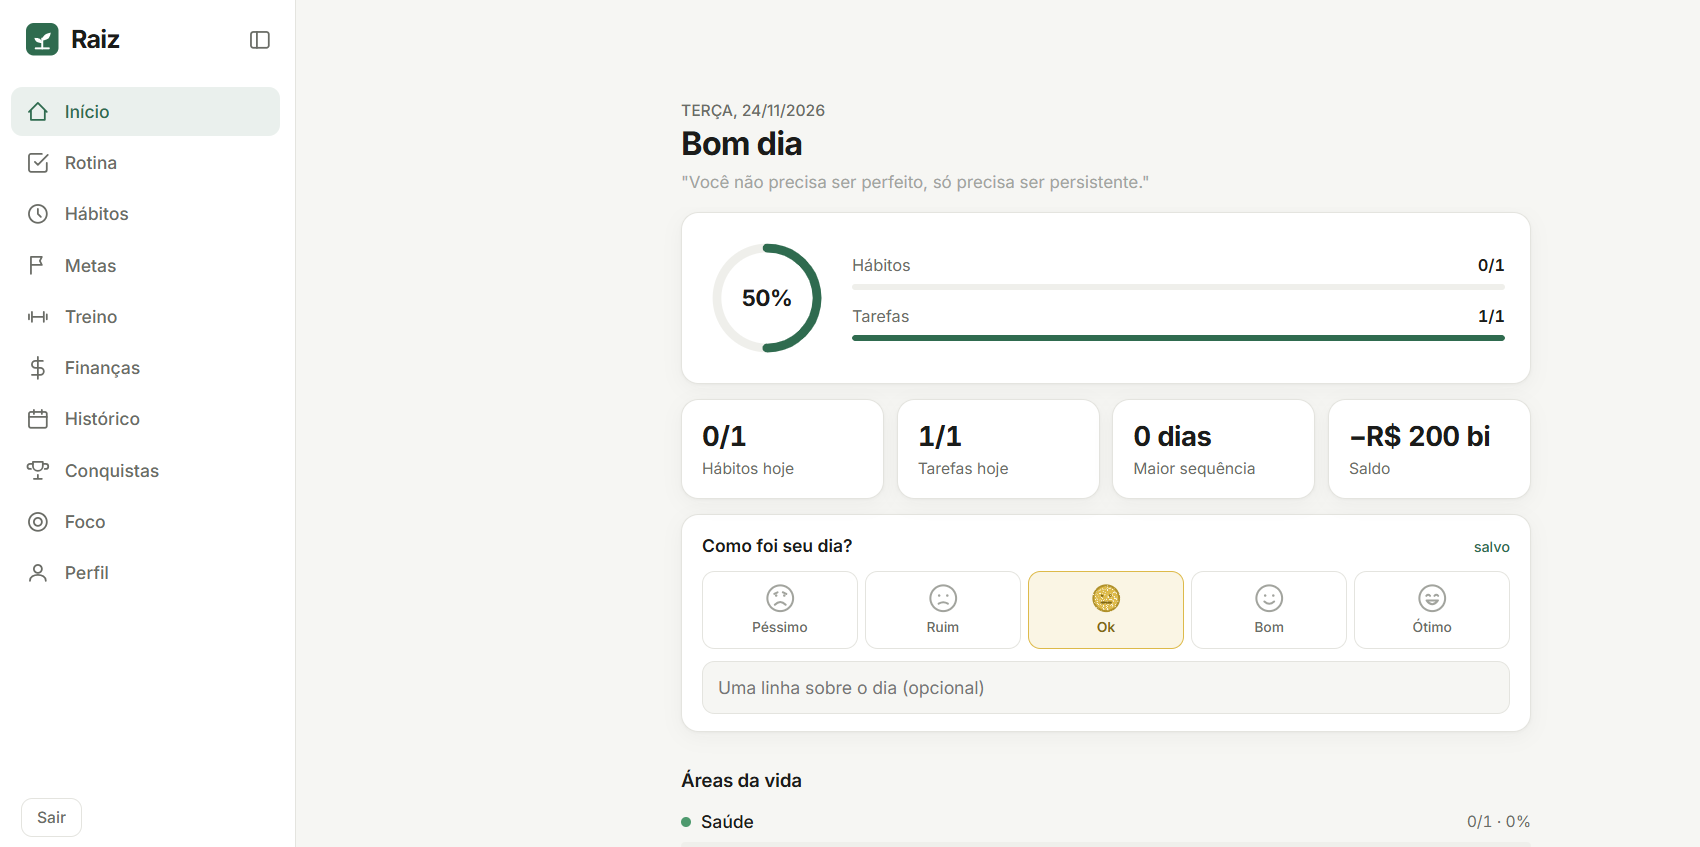 Raiz
Início
Rotina
Hábitos
Metas
Treino
Finanças
Histórico
Conquistas
Foco
Perfil
Sair
TERÇA, 24/11/2026
Bom dia
"Você não precisa ser perfeito, só precisa ser persistente."
50%
Hábitos 0/1
Tarefas 1/1
0/1
Hábitos hoje
1/1
Tarefas hoje
0 dias
Maior sequência
−R$ 200 bi
Saldo
Como foi seu dia? salvo
Péssimo
Ruim
Ok
Bom
Ótimo
Uma linha sobre o dia (opcional)
Áreas da vida
Saúde 0/1 · 0%